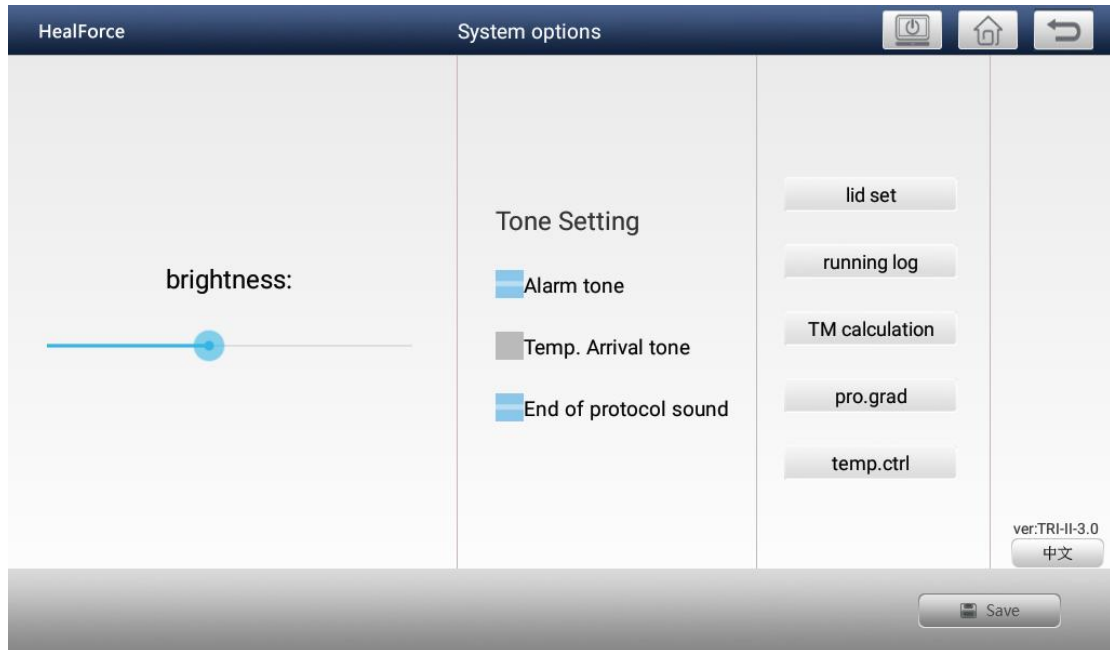 HealForce
System options
brightness:
Tone Setting
Alarm tone
Temp. Arrival tone
End of protocol sound
lid set
running log
TM calculation
pro.grad
temp.ctrl
ver:TRI-II-3.0
中文
Save